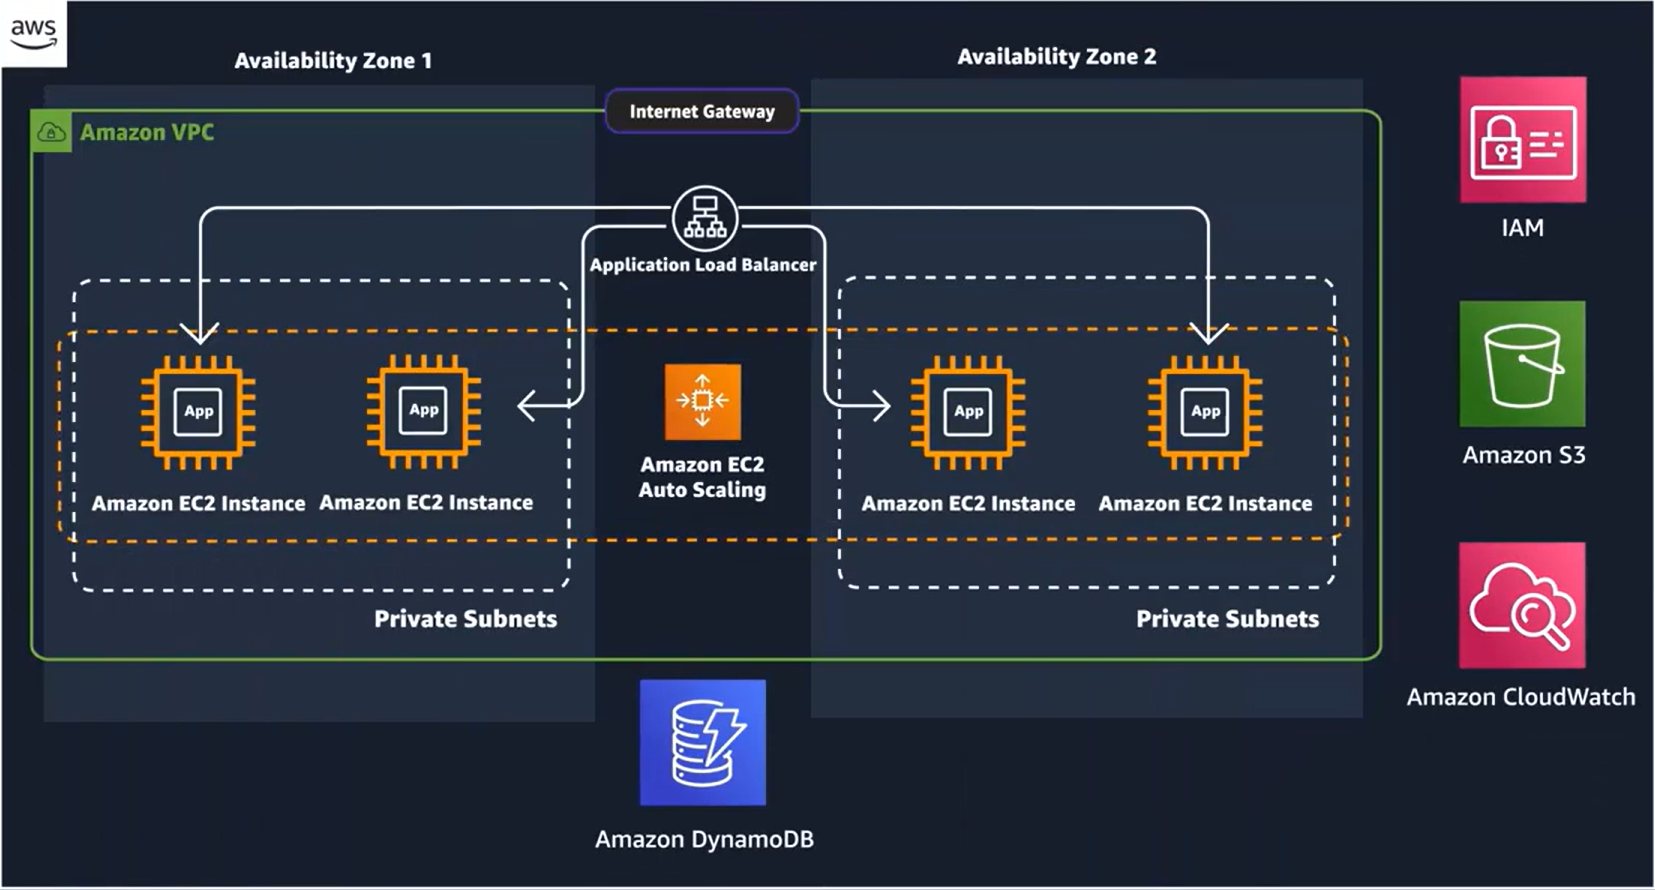 aws
Availability Zone 1
Availability Zone 2
Internet Gateway
Amazon VPC
IAM
Application Load Balancer
App
App
App
App
Amazon EC2
Auto Scaling
Amazon S3
Amazon EC2 Instance
Amazon EC2 Instance
Amazon EC2 Instance
Amazon EC2 Instance
Private Subnets
Private Subnets
Amazon CloudWatch
Amazon DynamoDB